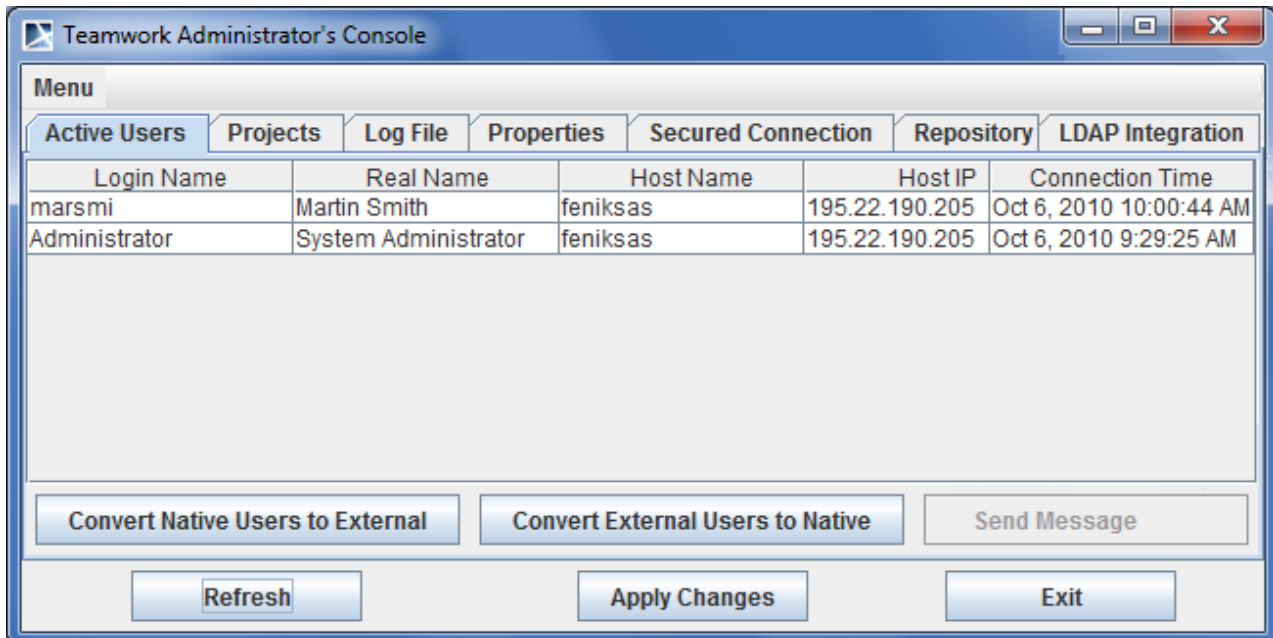 Teamwork Administrator's Console
Menu
Active Users Projects Log File Properties Secured Connection Repository LDAP Integration
Login Name Real Name Host Name Host IP Connection Time
marsmi Martin Smith feniksas 195.22.190.205 Oct 6, 2010 10:00:44 AM
Administrator System Administrator feniksas 195.22.190.205 Oct 6, 2010 9:29:25 AM
Convert Native Users to External Convert External Users to Native Send Message
Refresh Apply Changes Exit